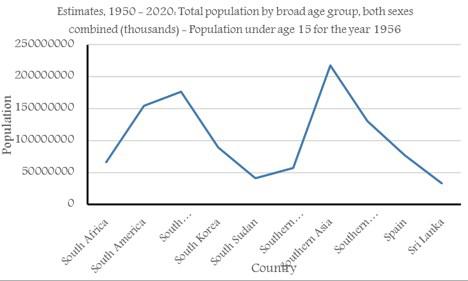 Estimates, 1950 - 2020: Total population by broad age group, both sexes
combined (thousands) - Population under age 15 for the year 1956
250000000
200000000
150000000
100000000
50000000
0
Population
South Africa
South America
South...
South Korea
South Sudan
Southern...
Southern Asia
Southern...
Spain
Sri Lanka
Country